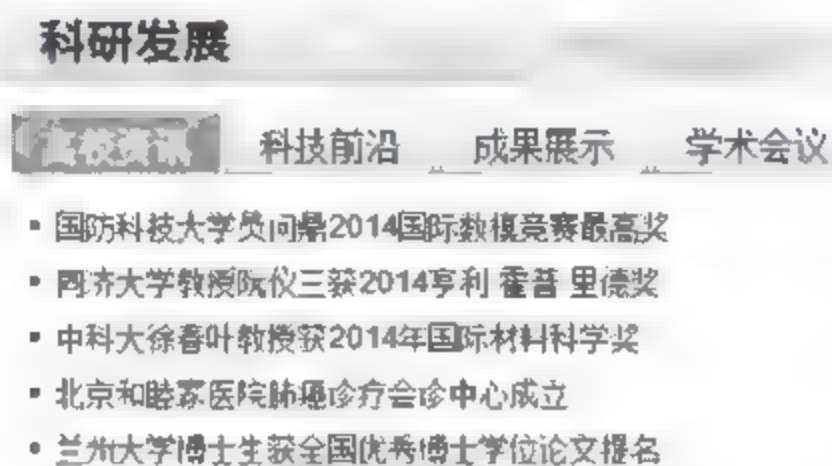 科研发展
高校资讯 科技前沿 成果展示 学术会议
国防科技大学学员问鼎2014国际数模竞赛最高奖
同济大学教授阮仪三获2014亨利 霍普 里德奖
中科大徐春叶教授获2014年国际材料科学奖
北京和睦家医院肺癌诊疗会诊中心成立
兰州大学博士生获全国优秀博士学位论文提名